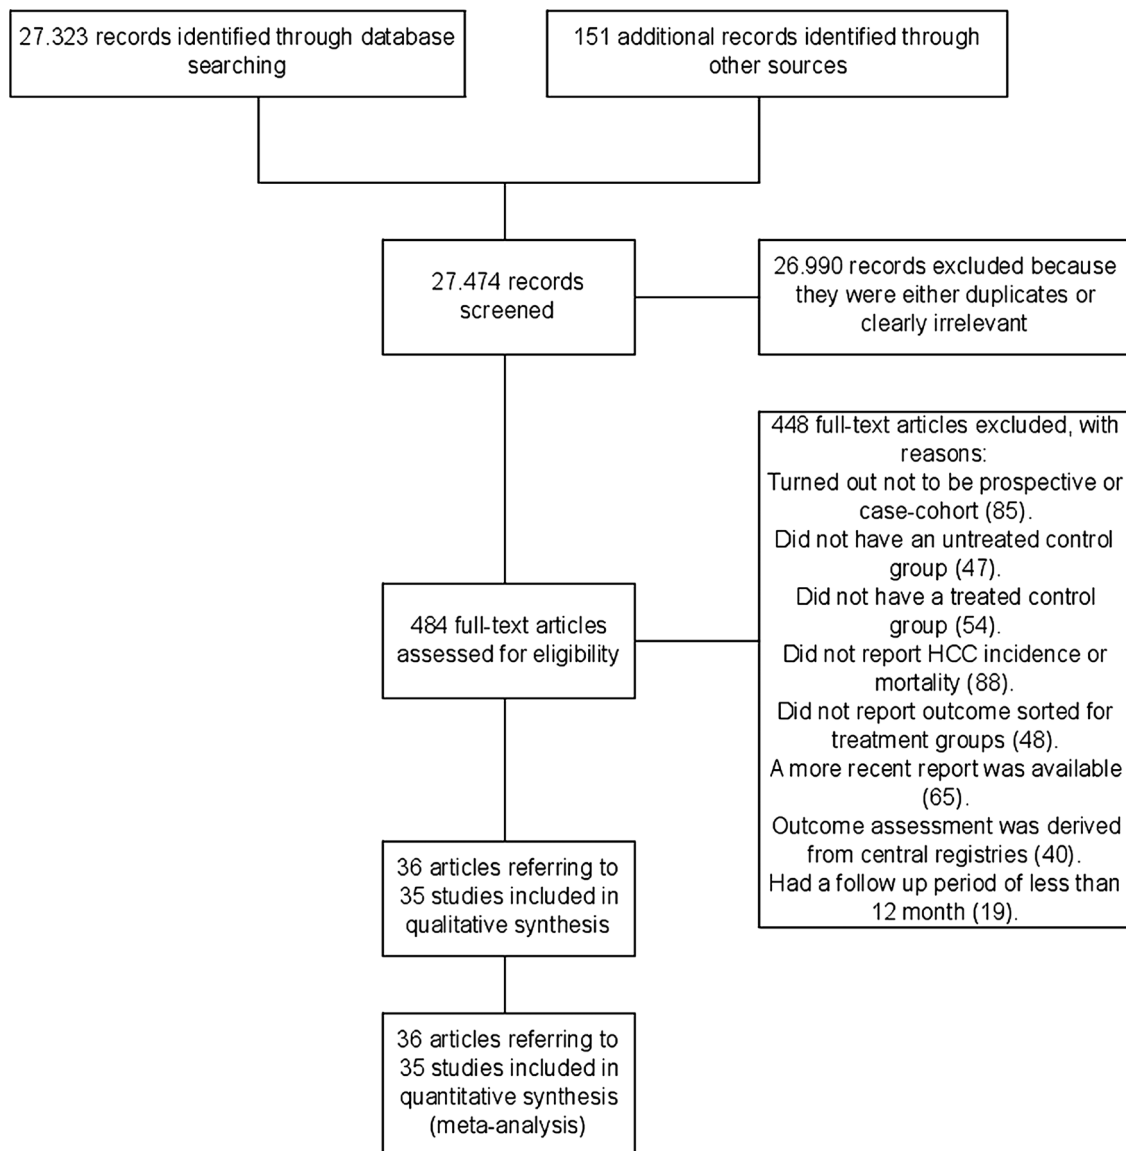 27.323 records identified through database
searching
151 additional records identified through
other sources
27.474 records
screened
26.990 records excluded because
they were either duplicates or
clearly irrelevant
448 full-text articles excluded, with
reasons:
Turned out not to be prospective or
case-cohort (85).
Did not have an untreated control
group (47).
Did not have a treated control
group (54).
Did not report HCC incidence or
mortality (88).
Did not report outcome sorted for
treatment groups (48).
A more recent report was available
(65).
Outcome assessment was derived
from central registries (40).
Had a follow up period of less than
12 month (19).
484 full-text articles
assessed for eligibility
36 articles referring to
35 studies included in
qualitative synthesis
36 articles referring to
35 studies included in
quantitative synthesis
(meta-analysis)